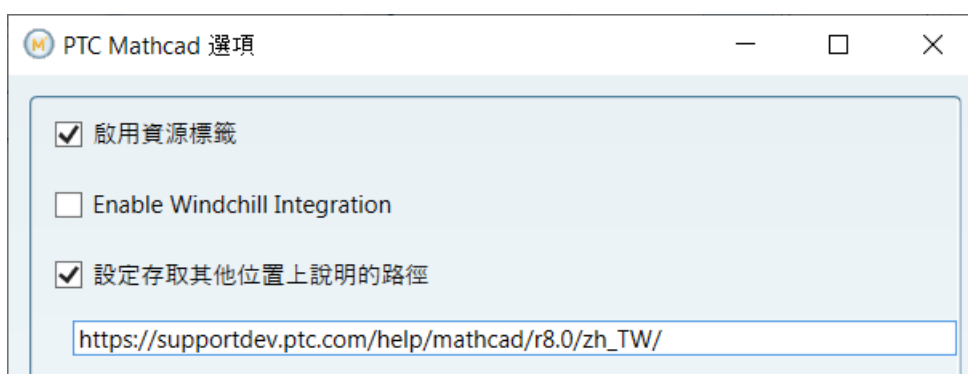 PTC Mathcad 選項
啟用資源標籤
Enable Windchill Integration
設定存取其他位置上說明的路徑
https://supportdev.ptc.com/help/mathcad/r8.0/zh_TW/